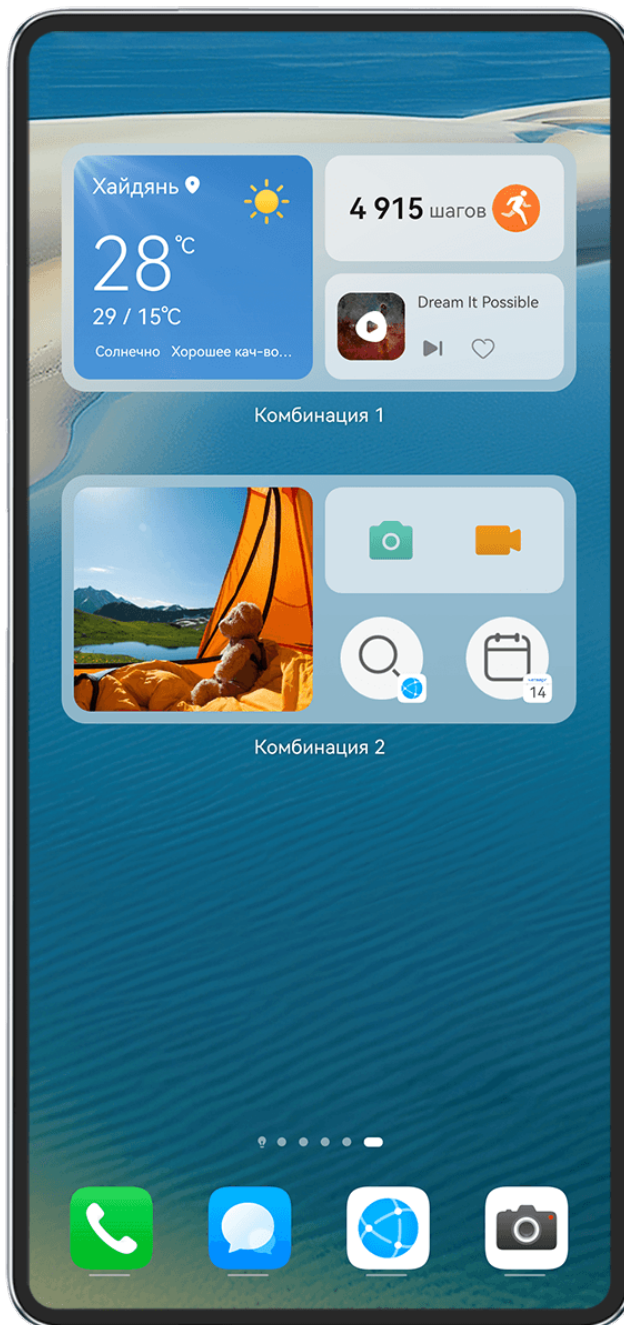 Хайдянь
28°C
29 / 15°C
Солнечно Хорошее кач-во...
4 915 шагов
Dream It Possible
Комбинация 1
14
Комбинация 2